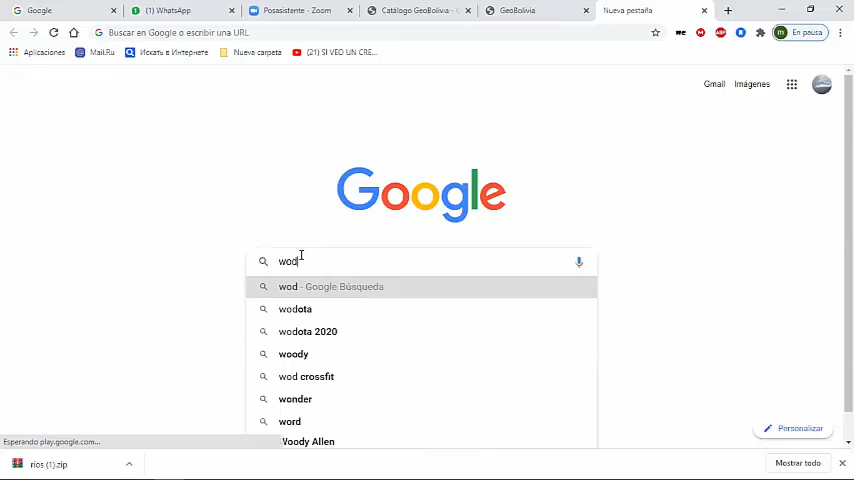 Google
(1) WhatsApp
Posasistente - Zoom
Catálogo GeoBolivia -
GeoBolivia
Nueva pestaña
Buscar en Google o escribir una URL
En pausa
Aplicaciones
Mail.Ru
Искать в Интернете
Nueva carpeta
(21) SI VEO UN CRE...
Gmail
Imágenes
Google
wod
wod - Google Búsqueda
wodota
wodota 2020
woody
wod crossfit
wonder
word
Woody Allen
Personalizar
Esperando play.google.com...
rios (1).zip
Mostrar todo